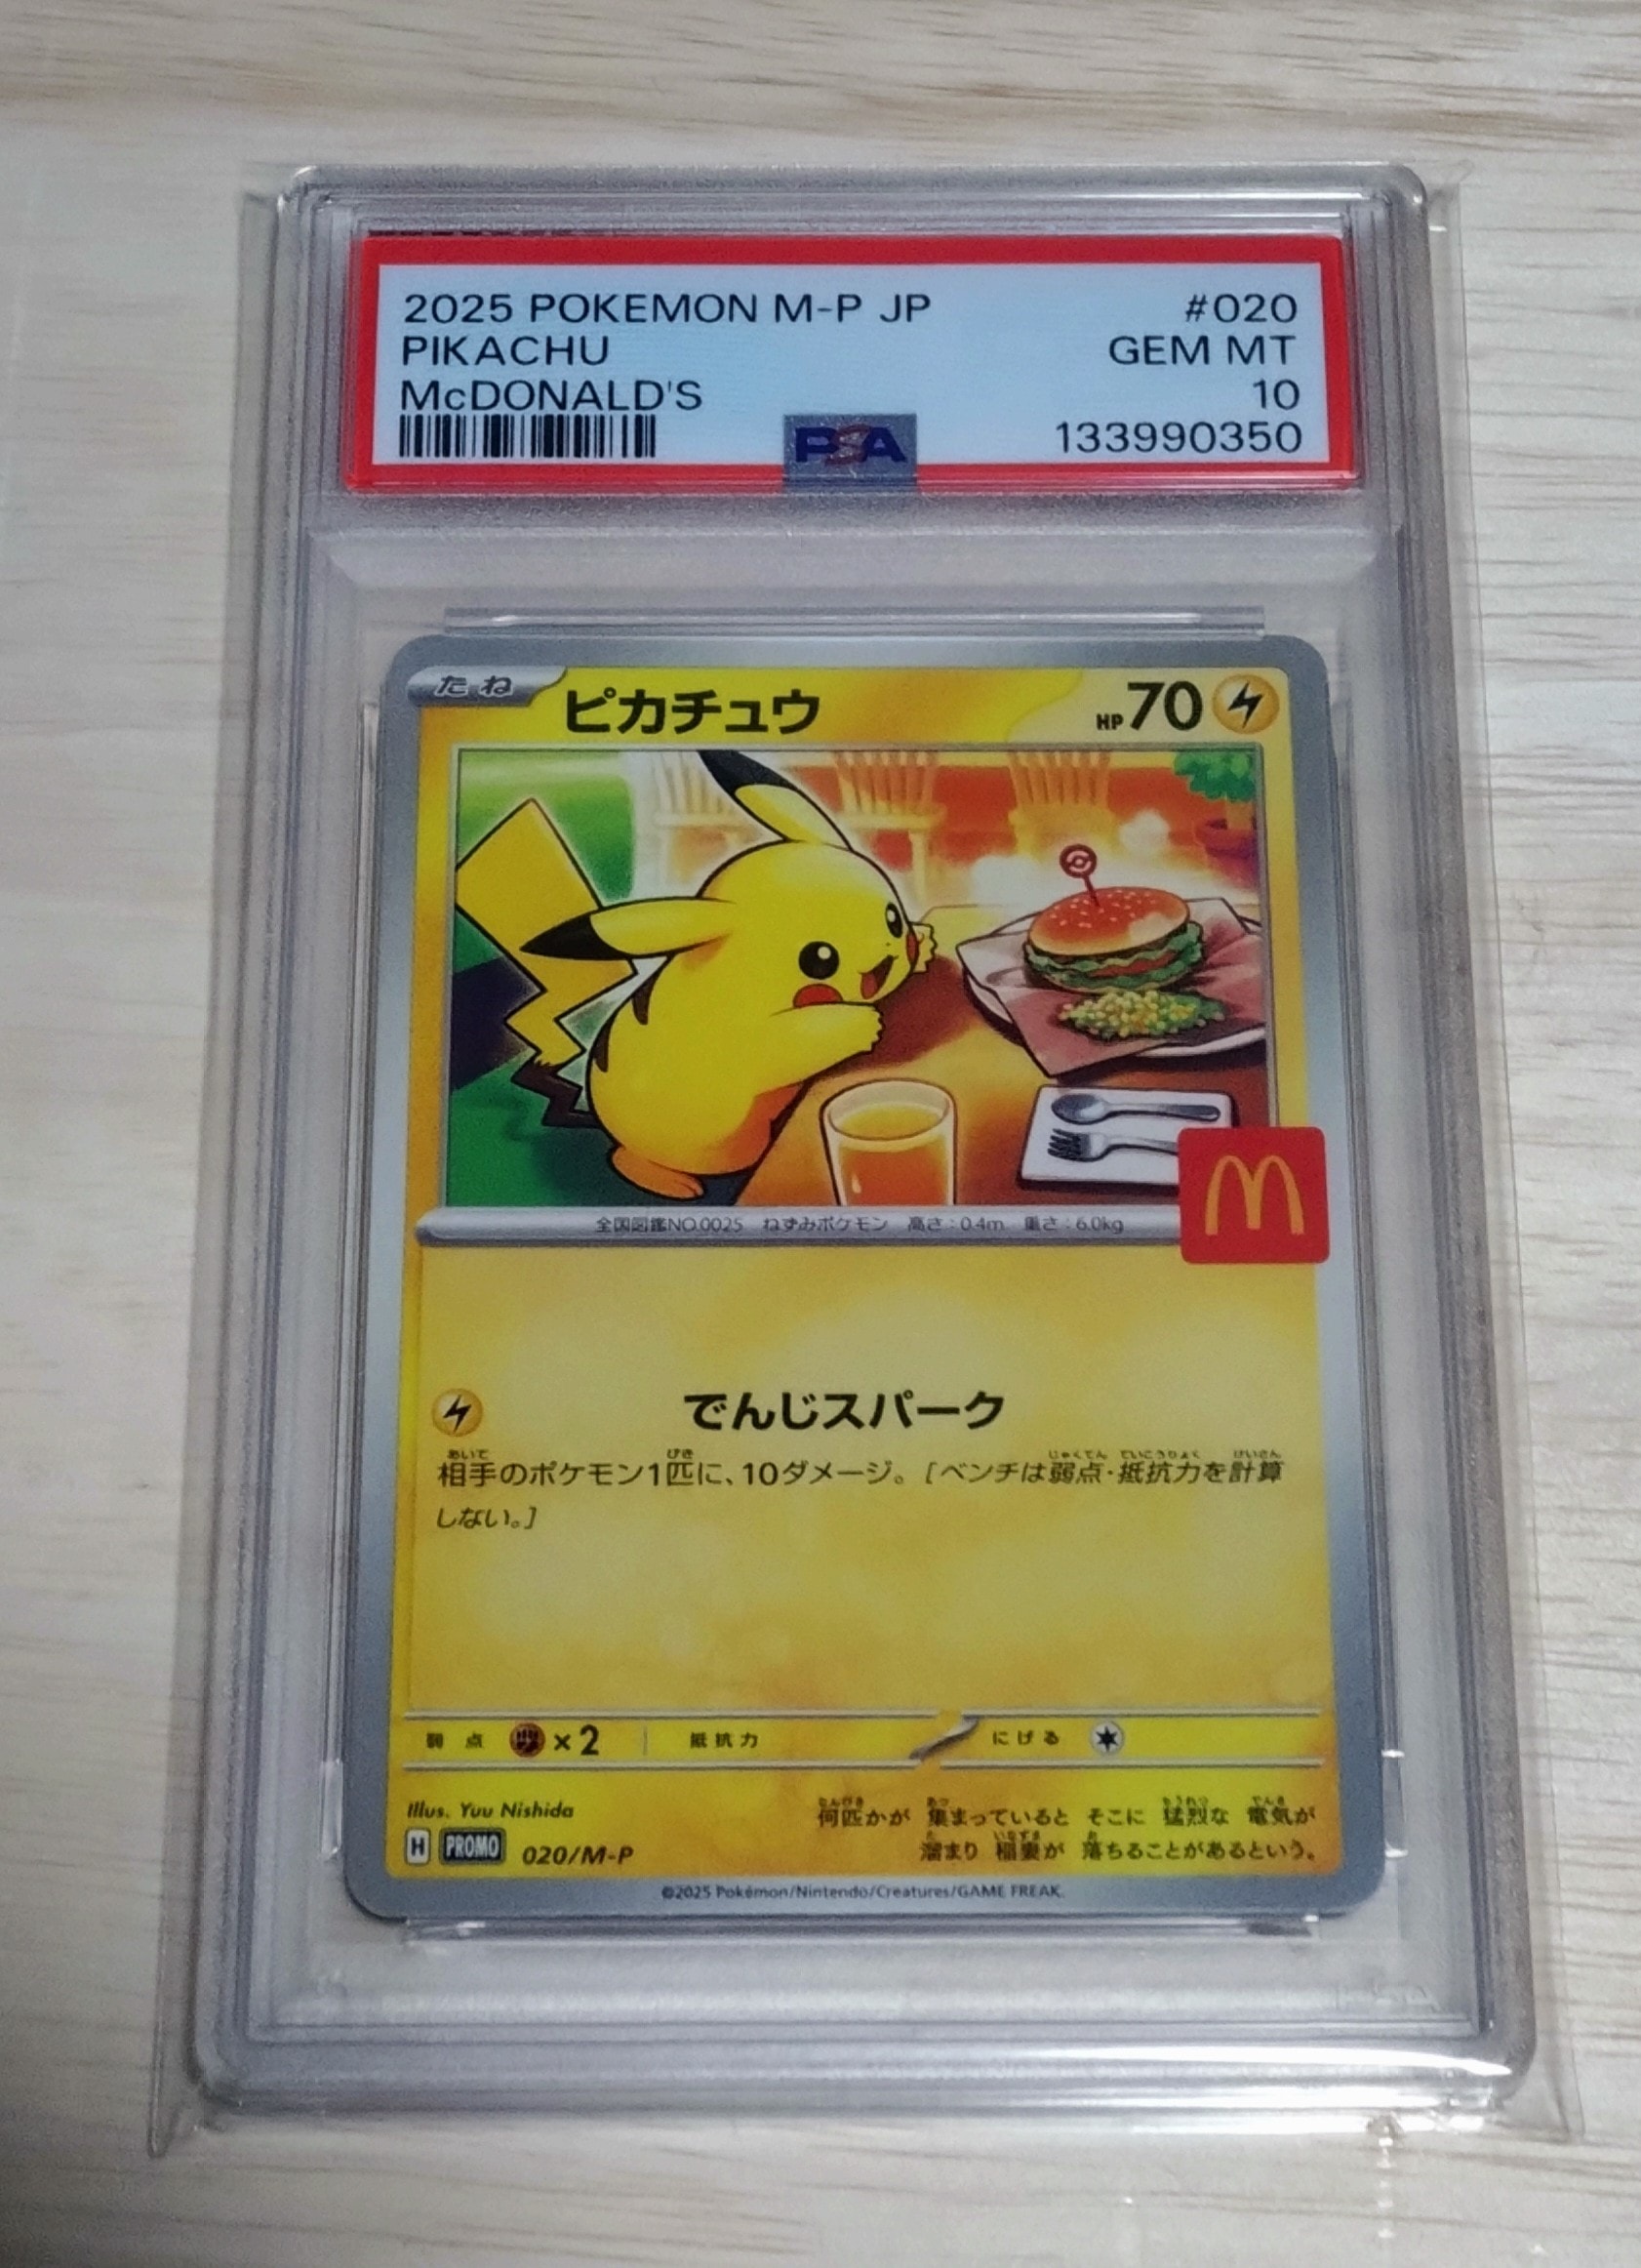 2025 POKEMON M-P JP #020
PIKACHU GEM MT
McDONALD'S 10
PSA 133990350
たね ピカチュウ HP70
全国図鑑NO.0025 ねずみポケモン 高さ:0.4m 重さ:6.0kg
M
でんじスパーク
相手のポケモン1匹に、10ダメージ。[ベンチは弱点・抵抗力を計算
しない。]
弱点 ×2 抵抗力 にげる
Illus. Yuu Nishida
何匹かが 集まっていると そこに 猛烈な 電気が
溜まり 稲妻が 落ちることがあるという。
H PROMO 020/M-P
©2025 Pokémon/Nintendo/Creatures/GAME FREAK.